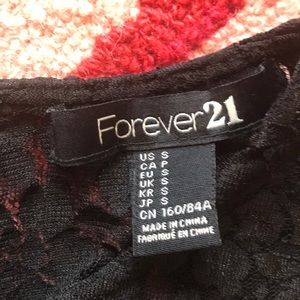 Forever21
US S
CA P
EU S
UK S
KR S
JP S
CN 160/84A
MADE IN CHINA
FABRIQUÉ EN CHINE